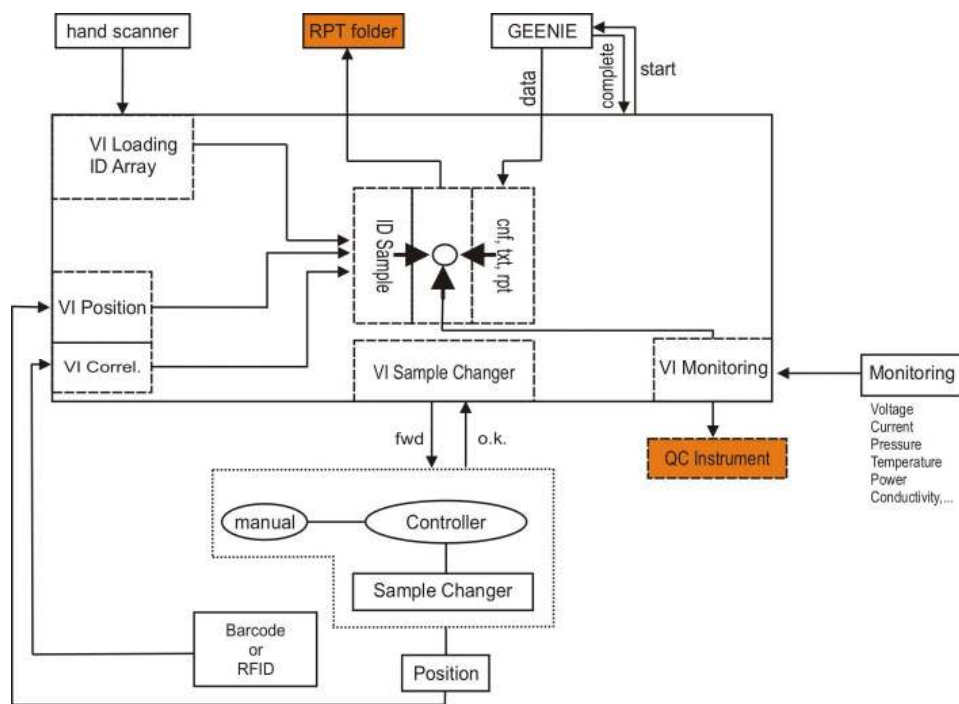 hand scanner
RPT folder
GEENIE
data
complete
start
VI Loading
ID Array
ID Sample
cnf, txt, rpt
VI Position
VI Correl.
VI Sample Changer
VI Monitoring
Monitoring
Voltage
Current
Pressure
Temperature
Power
Conductivity,...
fwd
o.k.
QC Instrument
manual
Controller
Sample Changer
Barcode
or
RFID
Position